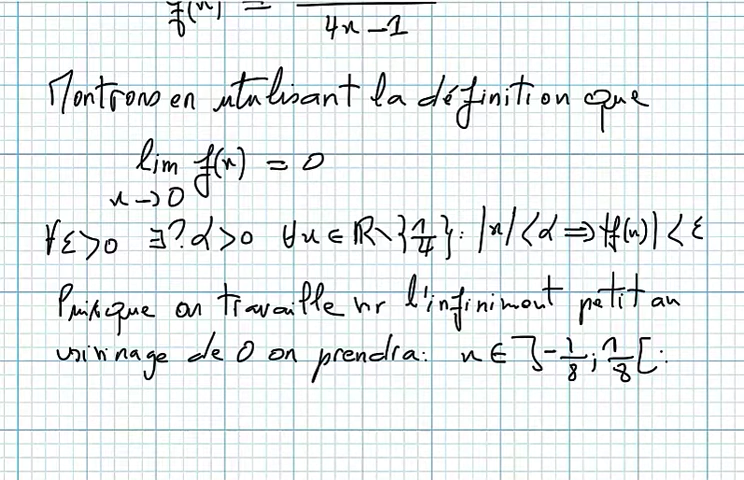 f(x) = ――― 4x-1
Montrons en utulisant la définition que
lim f(x) = 0
x→0
∀ε>0 ∃?α>0 ∀x∈ℝ∖{1/4}: |x|<α ⇒ |f(x)|<ε
Puisque on travaille sur l'infiniment petit au
voisinage de 0 on prendra: x∈]-1/8; 1/8[: